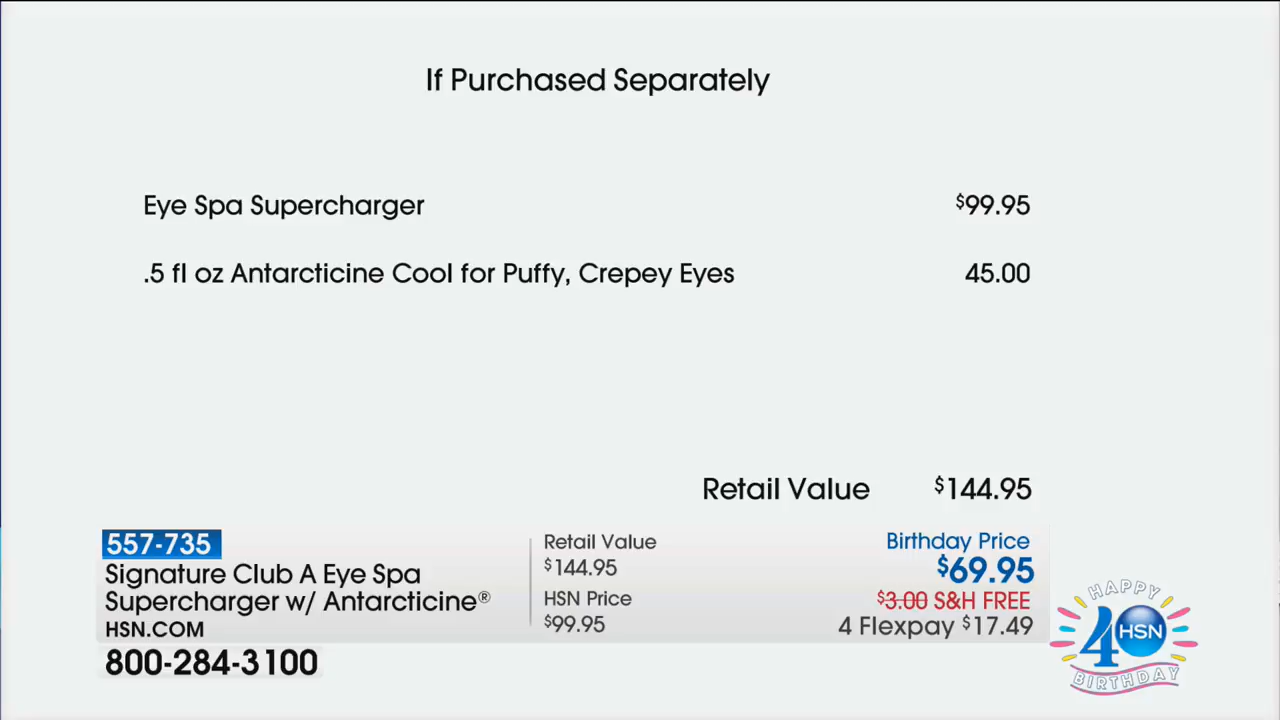 If Purchased Separately
Eye Spa Supercharger $99.95
.5 fl oz Antarcticine Cool for Puffy, Crepey Eyes 45.00
Retail Value $144.95
557-735
Signature Club A Eye Spa
Supercharger w/ Antarcticine®
HSN.COM
800-284-3100
Retail Value
$144.95
HSN Price
$99.95
Birthday Price
$69.95
$3.00 S&H FREE
4 Flexpay $17.49
HAPPY
40 HSN
BIRTHDAY